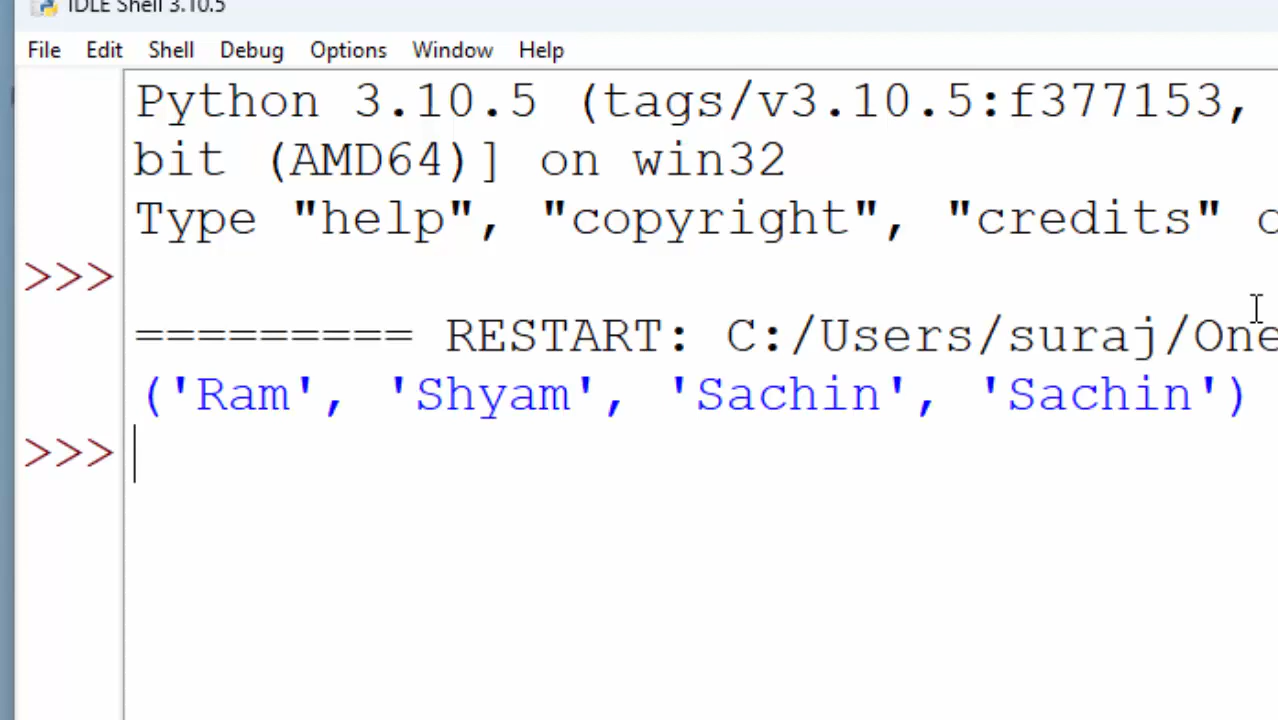 IDLE Shell 3.10.5
File Edit Shell Debug Options Window Help
Python 3.10.5 (tags/v3.10.5:f377153,
bit (AMD64)] on win32
Type "help", "copyright", "credits"
>>>
========= RESTART: C:/Users/suraj/One
('Ram', 'Shyam', 'Sachin', 'Sachin')
>>>